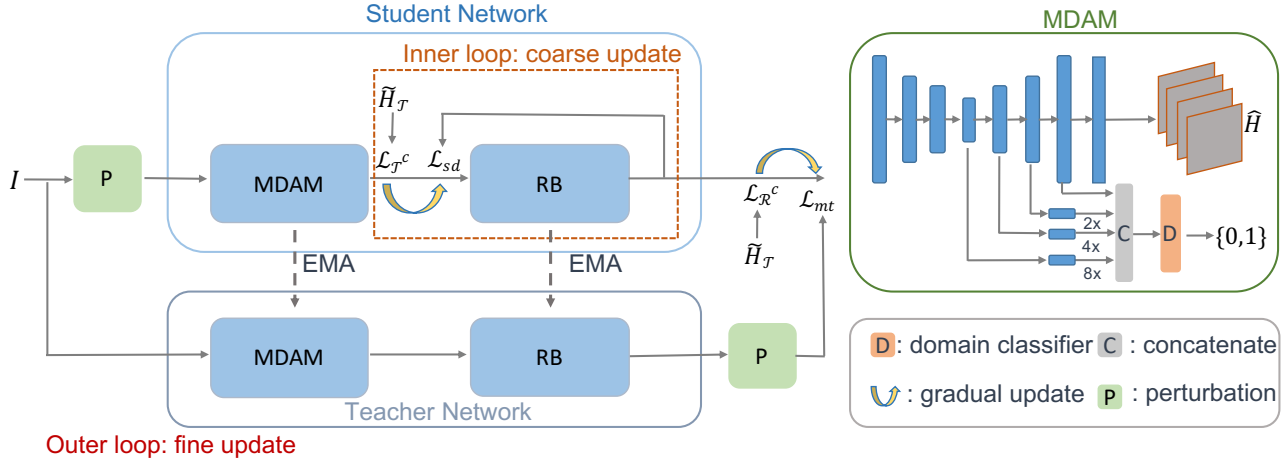 Student Network
MDAM
Inner loop: coarse update
H̃_𝒯
Ĥ
ℒ_𝒯^c
ℒ_sd
I
P
MDAM
RB
ℒ_ℛ^c
ℒ_mt
2x
4x
8x
C
D
{0,1}
H̃_𝒯
EMA
EMA
MDAM
RB
P
Teacher Network
D : domain classifier
C : concatenate
: gradual update
P : perturbation
Outer loop: fine update